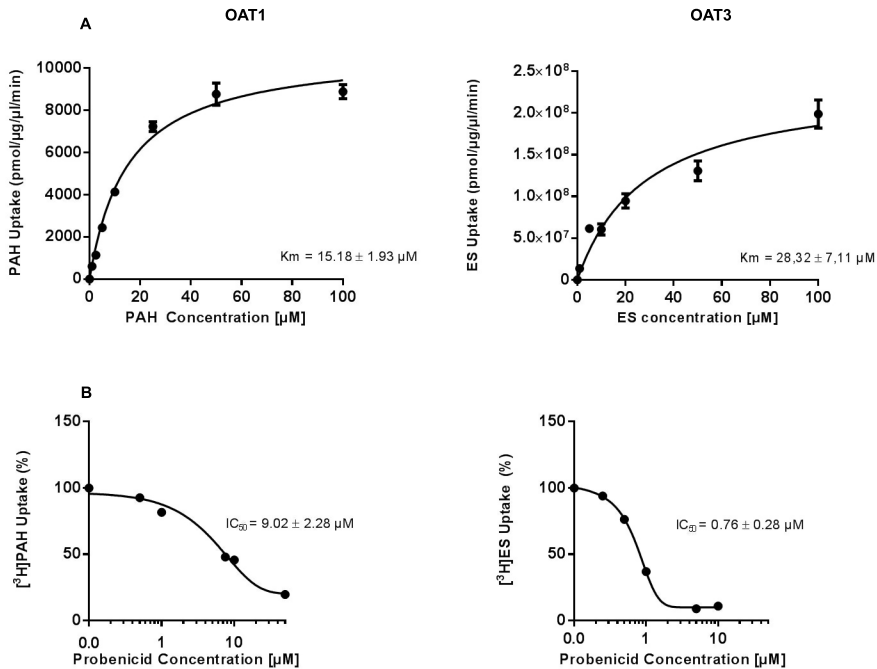 OAT1
OAT3
A
10000
8000
6000
4000
2000
0
PAH Uptake (pmol/µg/µl/min)
Km = 15.18 ± 1.93 µM
0 20 40 60 80 100
PAH Concentration [µM]
2.5×10⁸
2.0×10⁸
1.5×10⁸
1.0×10⁸
5.0×10⁷
0
ES Uptake (pmol/µg/µl/min)
Km = 28,32 ± 7,11 µM
0 20 40 60 80 100
ES concentration [µM]
B
150
100
50
0
[³H]PAH Uptake (%)
IC₅₀ = 9.02 ± 2.28 µM
0.0 1 10
Probenicid Concentration [µM]
150
100
50
0
[³H]ES Uptake (%)
IC₅₀ = 0.76 ± 0.28 µM
0.0 1 10
Probenicid Concentration [µM]